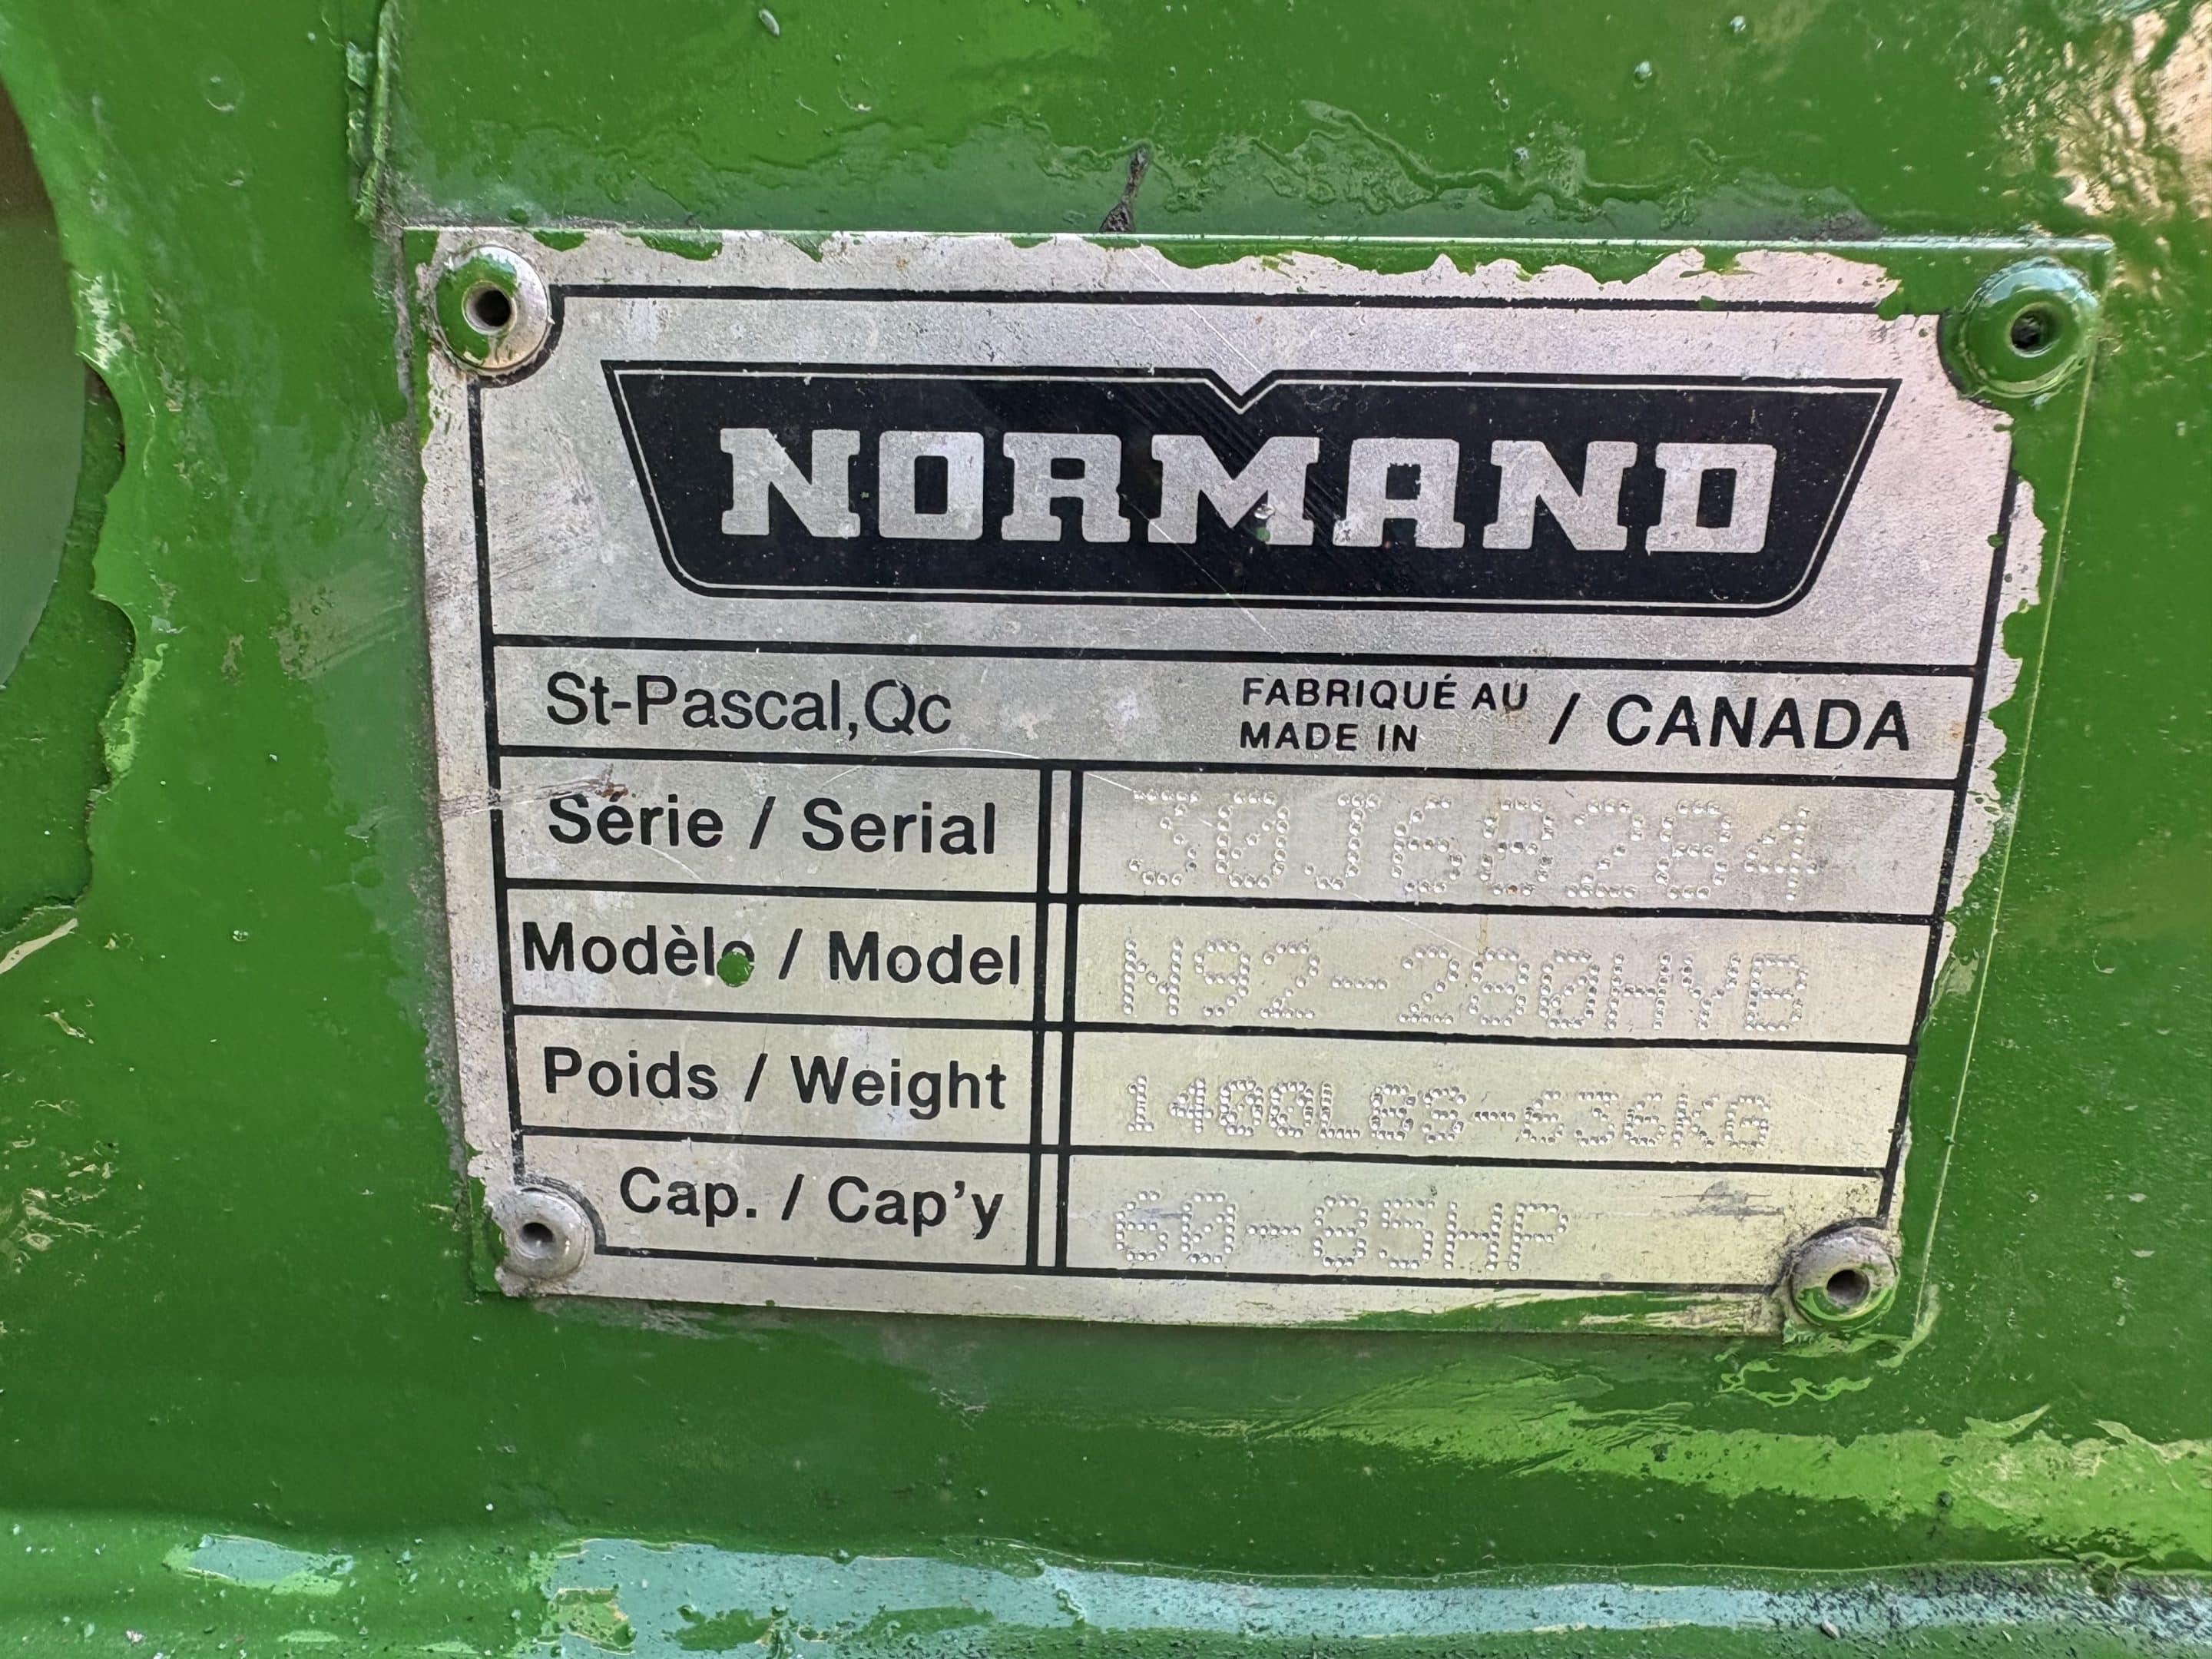 NORMAND
St-Pascal,Qc
FABRIQUÉ AU
MADE IN
/ CANADA
Série / Serial 30J68284
Modèle / Model N92-280HYB
Poids / Weight 1400LBS-636KG
Cap. / Cap'y 60-85HP